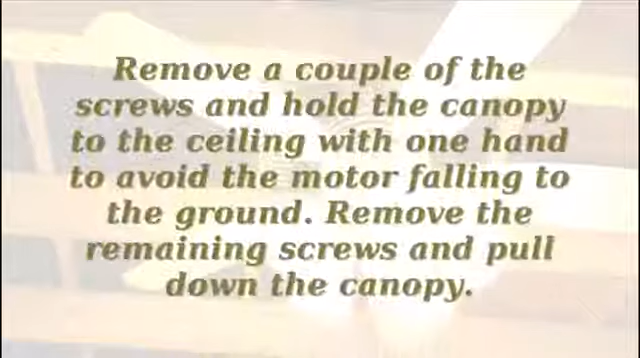 Remove a couple of the
screws and hold the canopy
to the ceiling with one hand
to avoid the motor falling to
the ground. Remove the
remaining screws and pull
down the canopy.